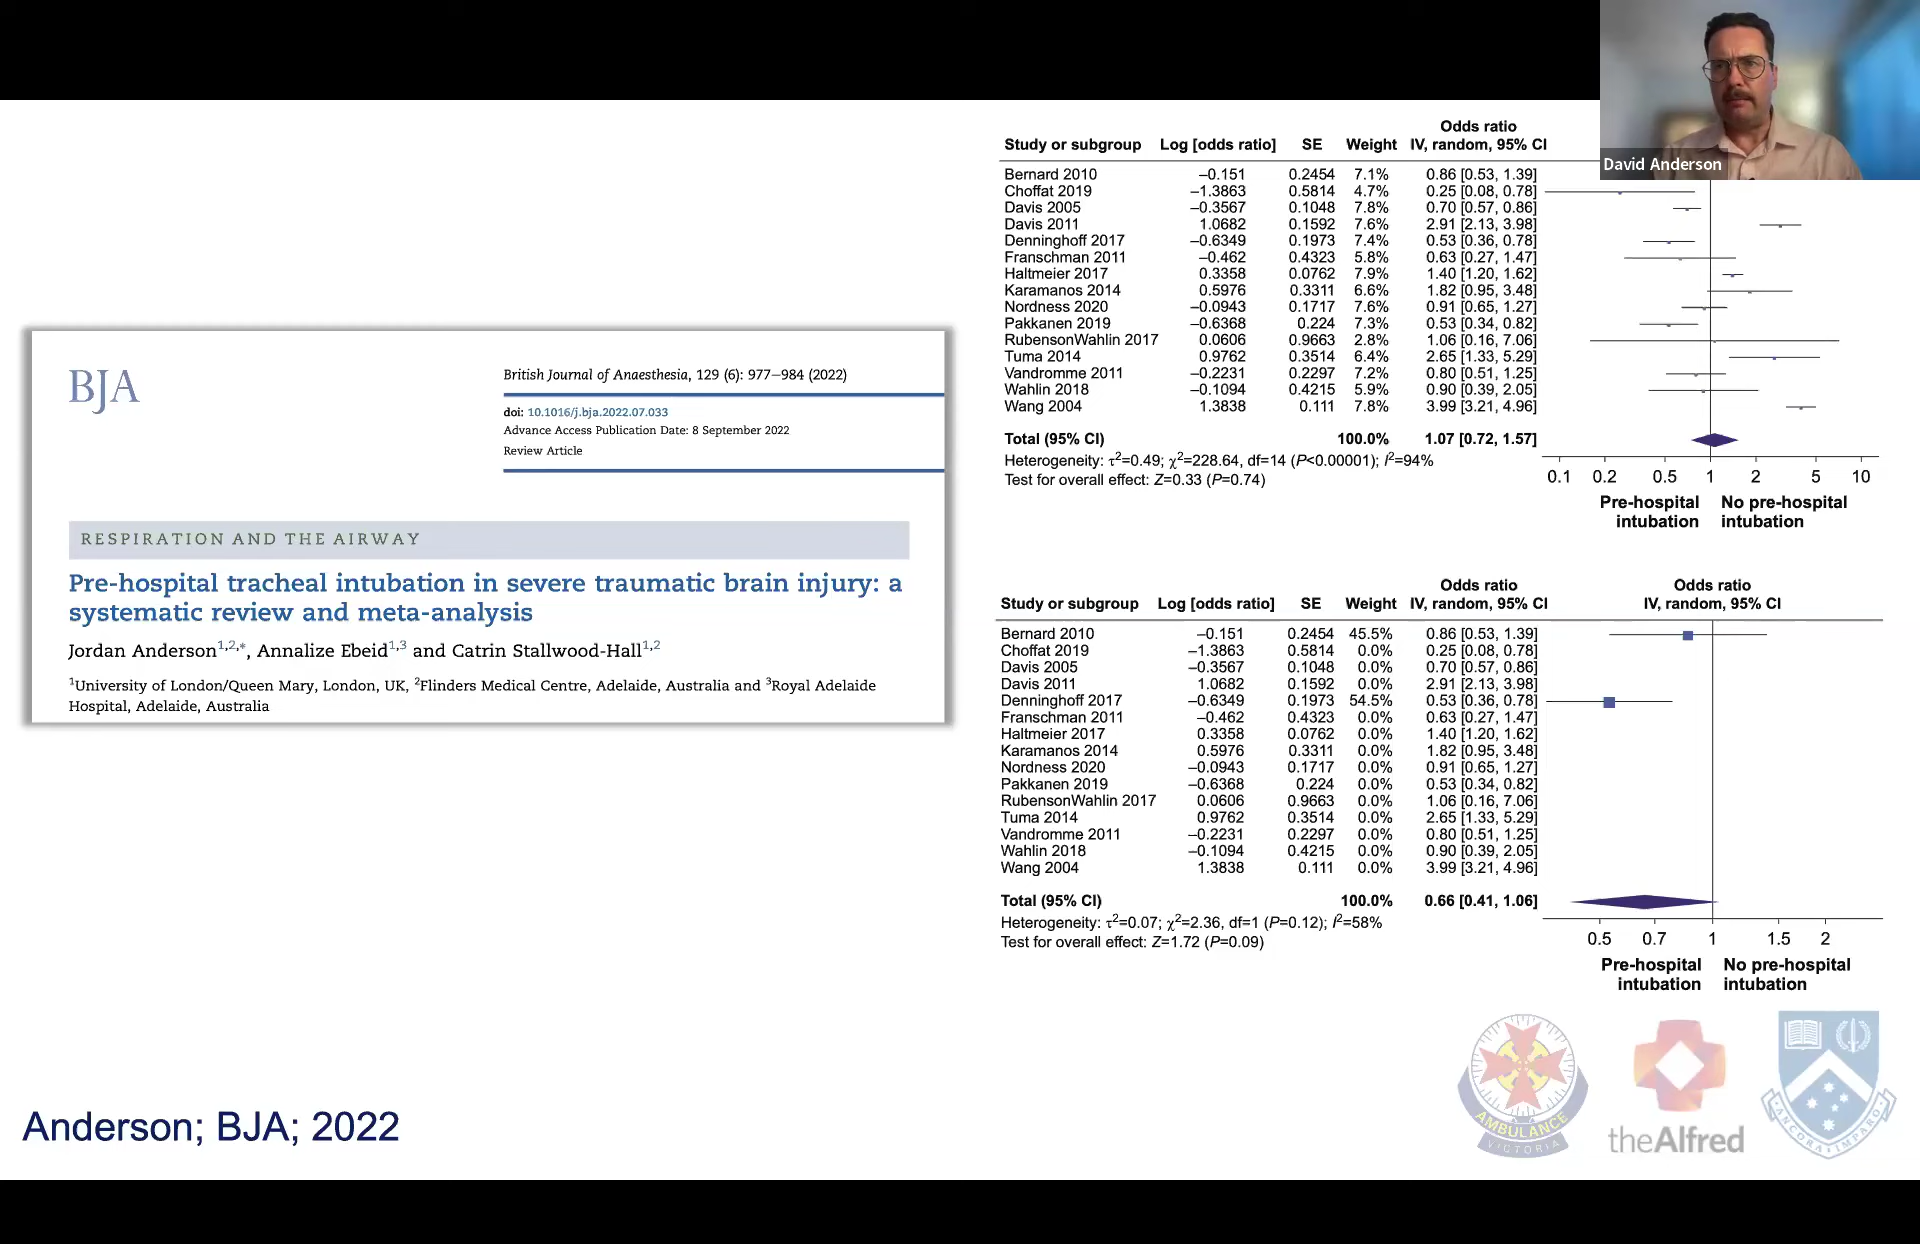 David Anderson
BJA
British Journal of Anaesthesia, 129 (6): 977–984 (2022)
doi: 10.1016/j.bja.2022.07.033
Advance Access Publication Date: 8 September 2022
Review Article
RESPIRATION AND THE AIRWAY
Pre-hospital tracheal intubation in severe traumatic brain injury: a
systematic review and meta-analysis
Jordan Anderson1,2,*, Annalize Ebeid1,3 and Catrin Stallwood-Hall1,2
1University of London/Queen Mary, London, UK, 2Flinders Medical Centre, Adelaide, Australia and 3Royal Adelaide
Hospital, Adelaide, Australia
Anderson; BJA; 2022
Odds ratio
Study or subgroup Log [odds ratio] SE Weight IV, random, 95% CI
Bernard 2010 –0.151 0.2454 7.1% 0.86 [0.53, 1.39]
Choffat 2019 –1.3863 0.5814 4.7% 0.25 [0.08, 0.78]
Davis 2005 –0.3567 0.1048 7.8% 0.70 [0.57, 0.86]
Davis 2011 1.0682 0.1592 7.6% 2.91 [2.13, 3.98]
Denninghoff 2017 –0.6349 0.1973 7.4% 0.53 [0.36, 0.78]
Franschman 2011 –0.462 0.4323 5.8% 0.63 [0.27, 1.47]
Haltmeier 2017 0.3358 0.0762 7.9% 1.40 [1.20, 1.62]
Karamanos 2014 0.5976 0.3311 6.6% 1.82 [0.95, 3.48]
Nordness 2020 –0.0943 0.1717 7.6% 0.91 [0.65, 1.27]
Pakkanen 2019 –0.6368 0.224 7.3% 0.53 [0.34, 0.82]
RubensonWahlin 2017 0.0606 0.9663 2.8% 1.06 [0.16, 7.06]
Tuma 2014 0.9762 0.3514 6.4% 2.65 [1.33, 5.29]
Vandromme 2011 –0.2231 0.2297 7.2% 0.80 [0.51, 1.25]
Wahlin 2018 –0.1094 0.4215 5.9% 0.90 [0.39, 2.05]
Wang 2004 1.3838 0.111 7.8% 3.99 [3.21, 4.96]
Total (95% CI) 100.0% 1.07 [0.72, 1.57]
Heterogeneity: τ2=0.49; χ2=228.64, df=14 (P<0.00001); I2=94%
Test for overall effect: Z=0.33 (P=0.74)
0.1 0.2 0.5 1 2 5 10
Pre-hospital No pre-hospital
intubation intubation
Odds ratio Odds ratio
Study or subgroup Log [odds ratio] SE Weight IV, random, 95% CI IV, random, 95% CI
Bernard 2010 –0.151 0.2454 45.5% 0.86 [0.53, 1.39]
Choffat 2019 –1.3863 0.5814 0.0% 0.25 [0.08, 0.78]
Davis 2005 –0.3567 0.1048 0.0% 0.70 [0.57, 0.86]
Davis 2011 1.0682 0.1592 0.0% 2.91 [2.13, 3.98]
Denninghoff 2017 –0.6349 0.1973 54.5% 0.53 [0.36, 0.78]
Franschman 2011 –0.462 0.4323 0.0% 0.63 [0.27, 1.47]
Haltmeier 2017 0.3358 0.0762 0.0% 1.40 [1.20, 1.62]
Karamanos 2014 0.5976 0.3311 0.0% 1.82 [0.95, 3.48]
Nordness 2020 –0.0943 0.1717 0.0% 0.91 [0.65, 1.27]
Pakkanen 2019 –0.6368 0.224 0.0% 0.53 [0.34, 0.82]
RubensonWahlin 2017 0.0606 0.9663 0.0% 1.06 [0.16, 7.06]
Tuma 2014 0.9762 0.3514 0.0% 2.65 [1.33, 5.29]
Vandromme 2011 –0.2231 0.2297 0.0% 0.80 [0.51, 1.25]
Wahlin 2018 –0.1094 0.4215 0.0% 0.90 [0.39, 2.05]
Wang 2004 1.3838 0.111 0.0% 3.99 [3.21, 4.96]
Total (95% CI) 100.0% 0.66 [0.41, 1.06]
Heterogeneity: τ2=0.07; χ2=2.36, df=1 (P=0.12); I2=58%
Test for overall effect: Z=1.72 (P=0.09)
0.5 0.7 1 1.5 2
Pre-hospital No pre-hospital
intubation intubation
AMBULANCE
VICTORIA
theAlfred
ANCORA IMPARO